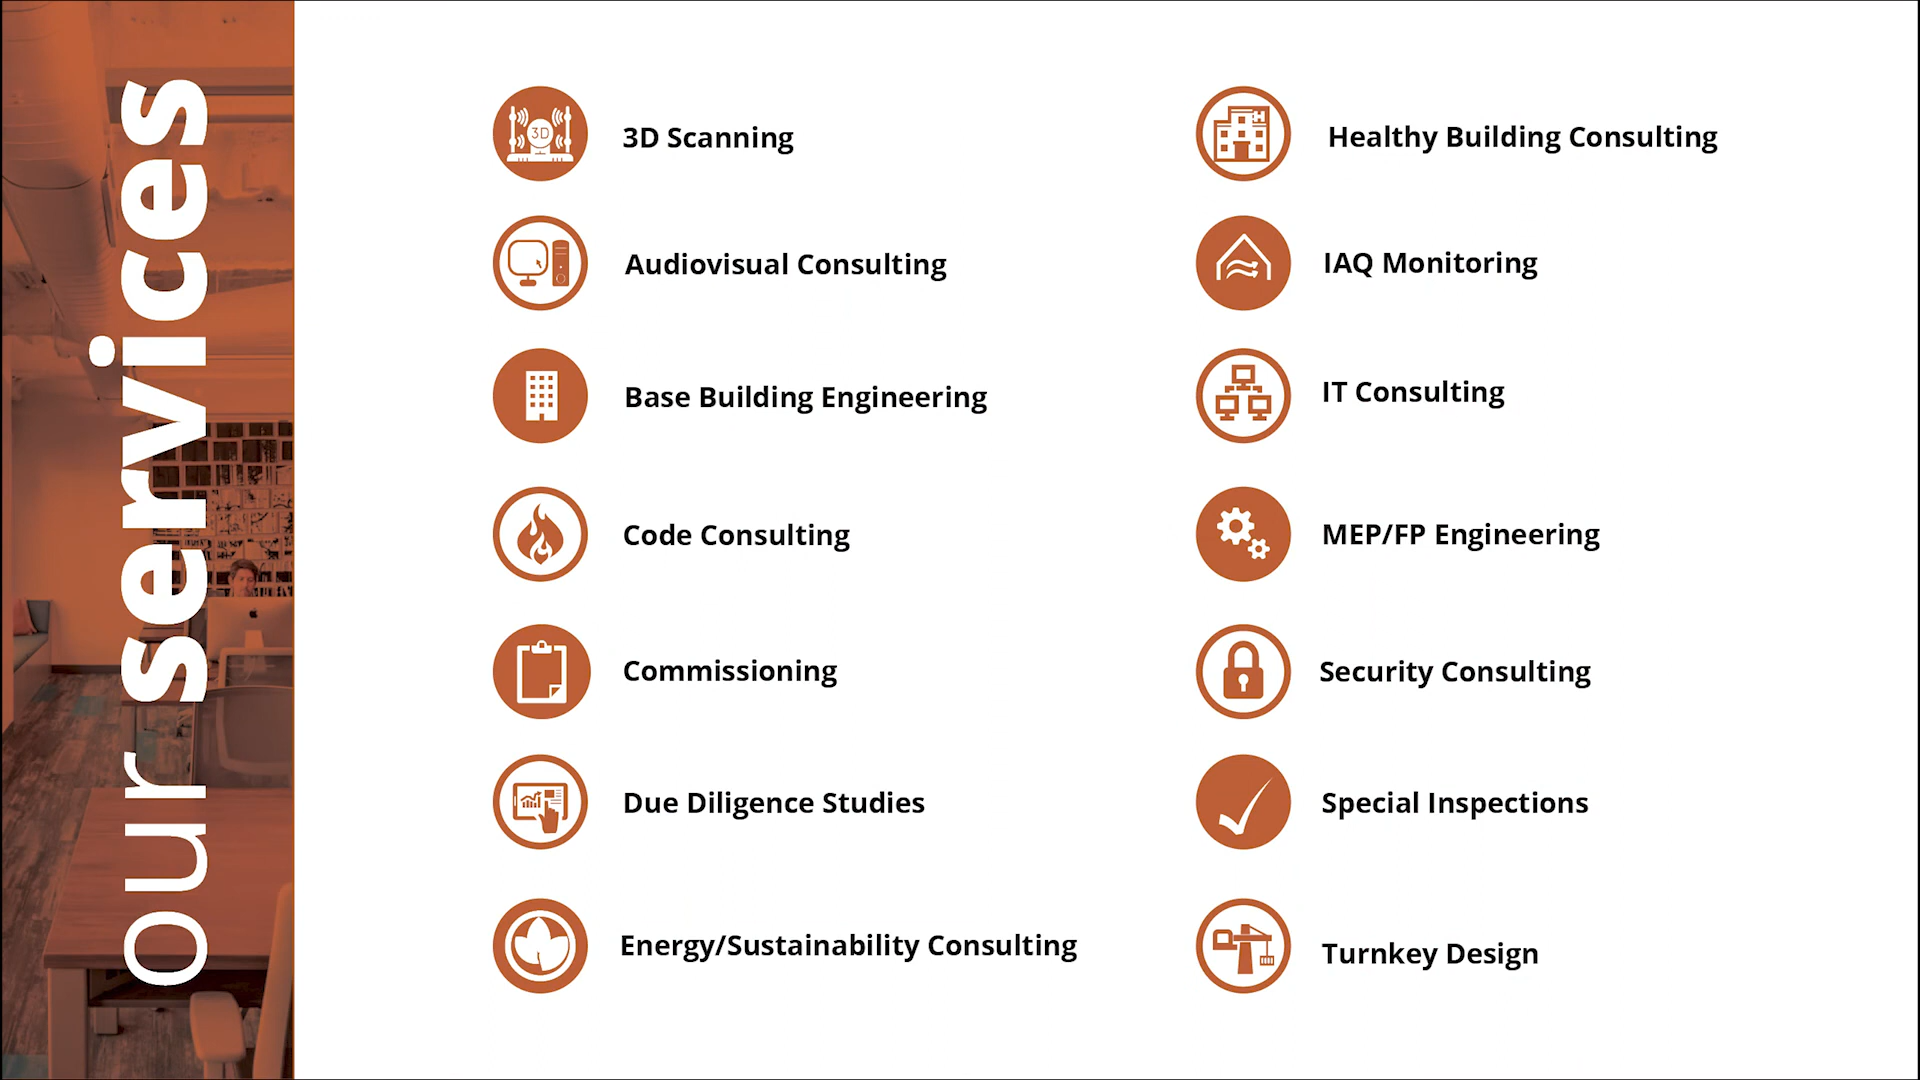 our services
3D
3D Scanning
Audiovisual Consulting
Base Building Engineering
Code Consulting
Commissioning
Due Diligence Studies
Energy/Sustainability Consulting
H
Healthy Building Consulting
IAQ Monitoring
IT Consulting
MEP/FP Engineering
Security Consulting
Special Inspections
Turnkey Design